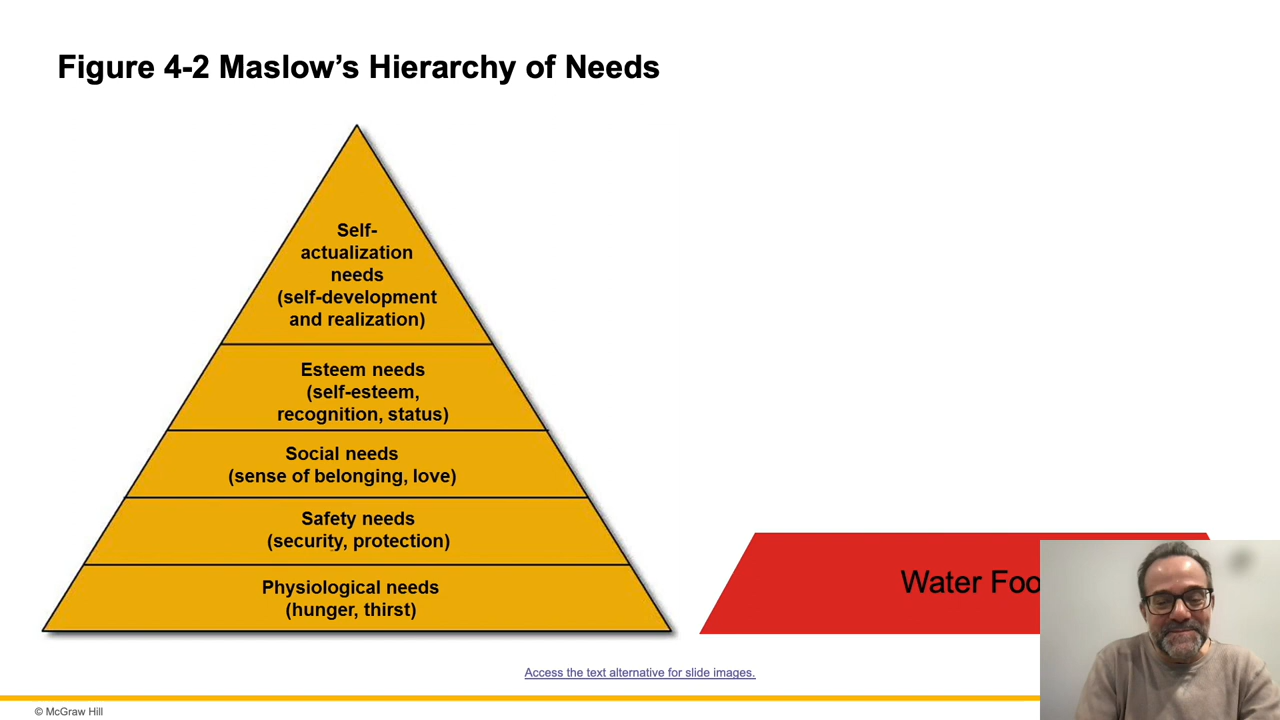 Figure 4-2 Maslow’s Hierarchy of Needs
Self-
actualization
needs
(self-development
and realization)
Esteem needs
(self-esteem,
recognition, status)
Social needs
(sense of belonging, love)
Safety needs
(security, protection)
Physiological needs
(hunger, thirst)
Water
Access the text alternative for slide images.
© McGraw Hill